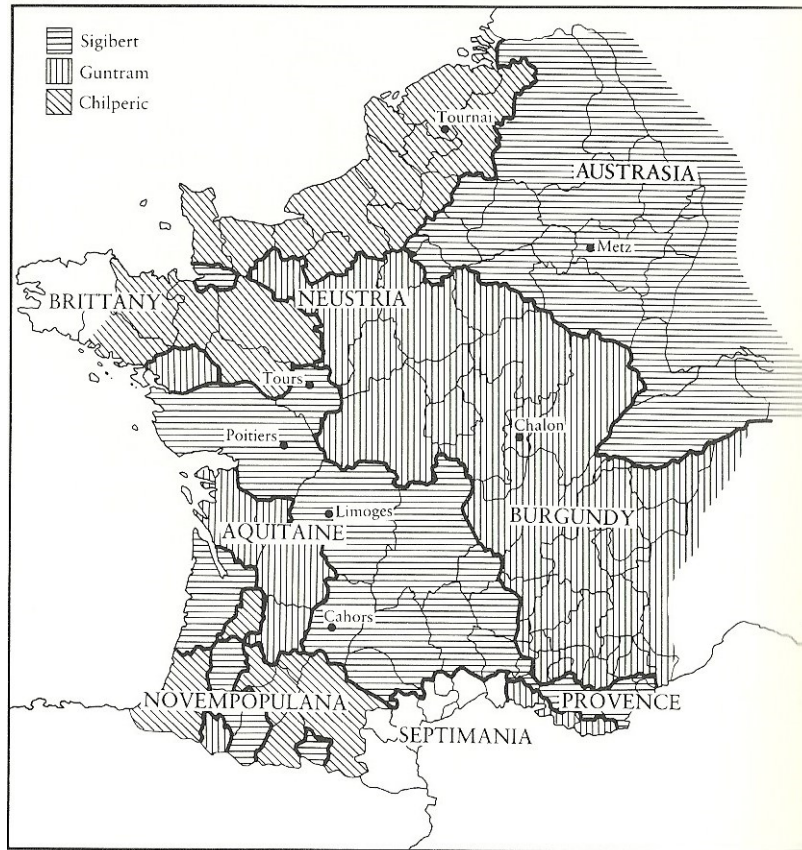 Sigibert
Guntram
Chilperic
Tournai
AUSTRASIA
Metz
BRITTANY
NEUSTRIA
Tours
Poitiers
Chalon
Limoges
AQUITAINE
BURGUNDY
Cahors
NOVEMPOPULANA
PROVENCE
SEPTIMANIA